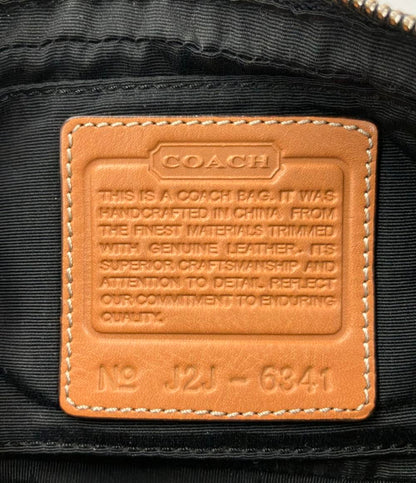 COACH
THIS IS A COACH BAG. IT WAS
HANDCRAFTED IN CHINA. FROM
THE FINEST MATERIALS TRIMMED
WITH GENUINE LEATHER. ITS
SUPERIOR CRAFTSMANSHIP AND
ATTENTION TO DETAIL REFLECT
OUR COMMITMENT TO ENDURING
QUALITY.
Nº J2J - 6341